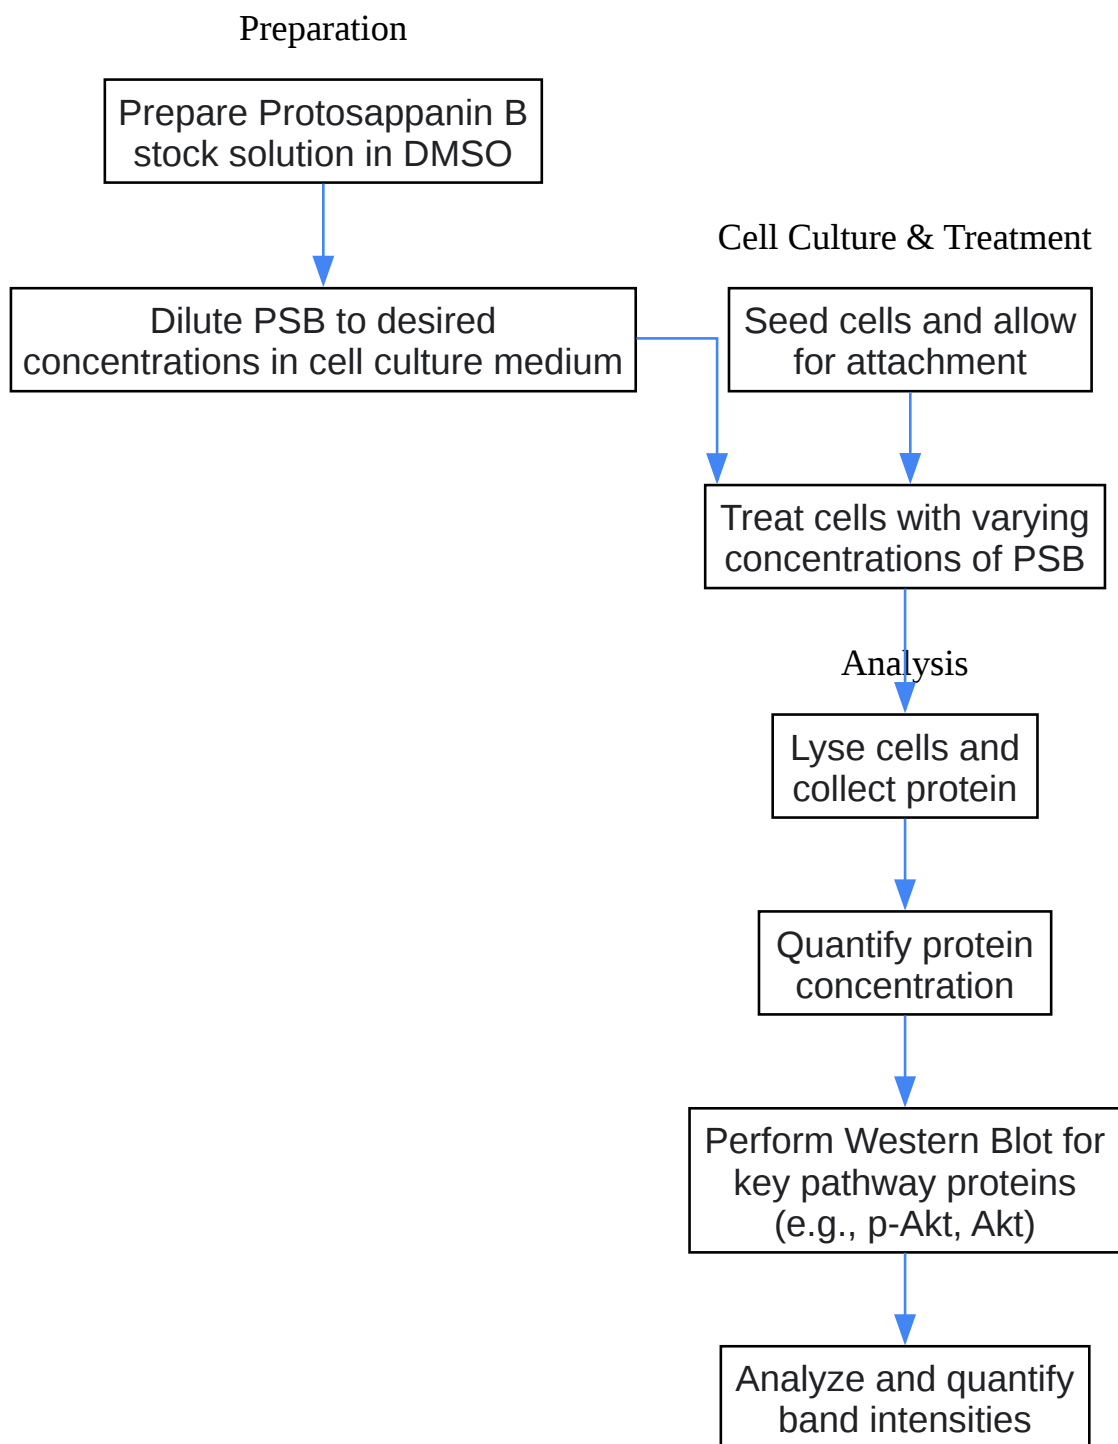 Preparation
Prepare Protosappanin B
stock solution in DMSO
Dilute PSB to desired
concentrations in cell culture medium
Cell Culture & Treatment
Seed cells and allow
for attachment
Treat cells with varying
concentrations of PSB
Analysis
Lyse cells and
collect protein
Quantify protein
concentration
Perform Western Blot for
key pathway proteins
(e.g., p-Akt, Akt)
Analyze and quantify
band intensities